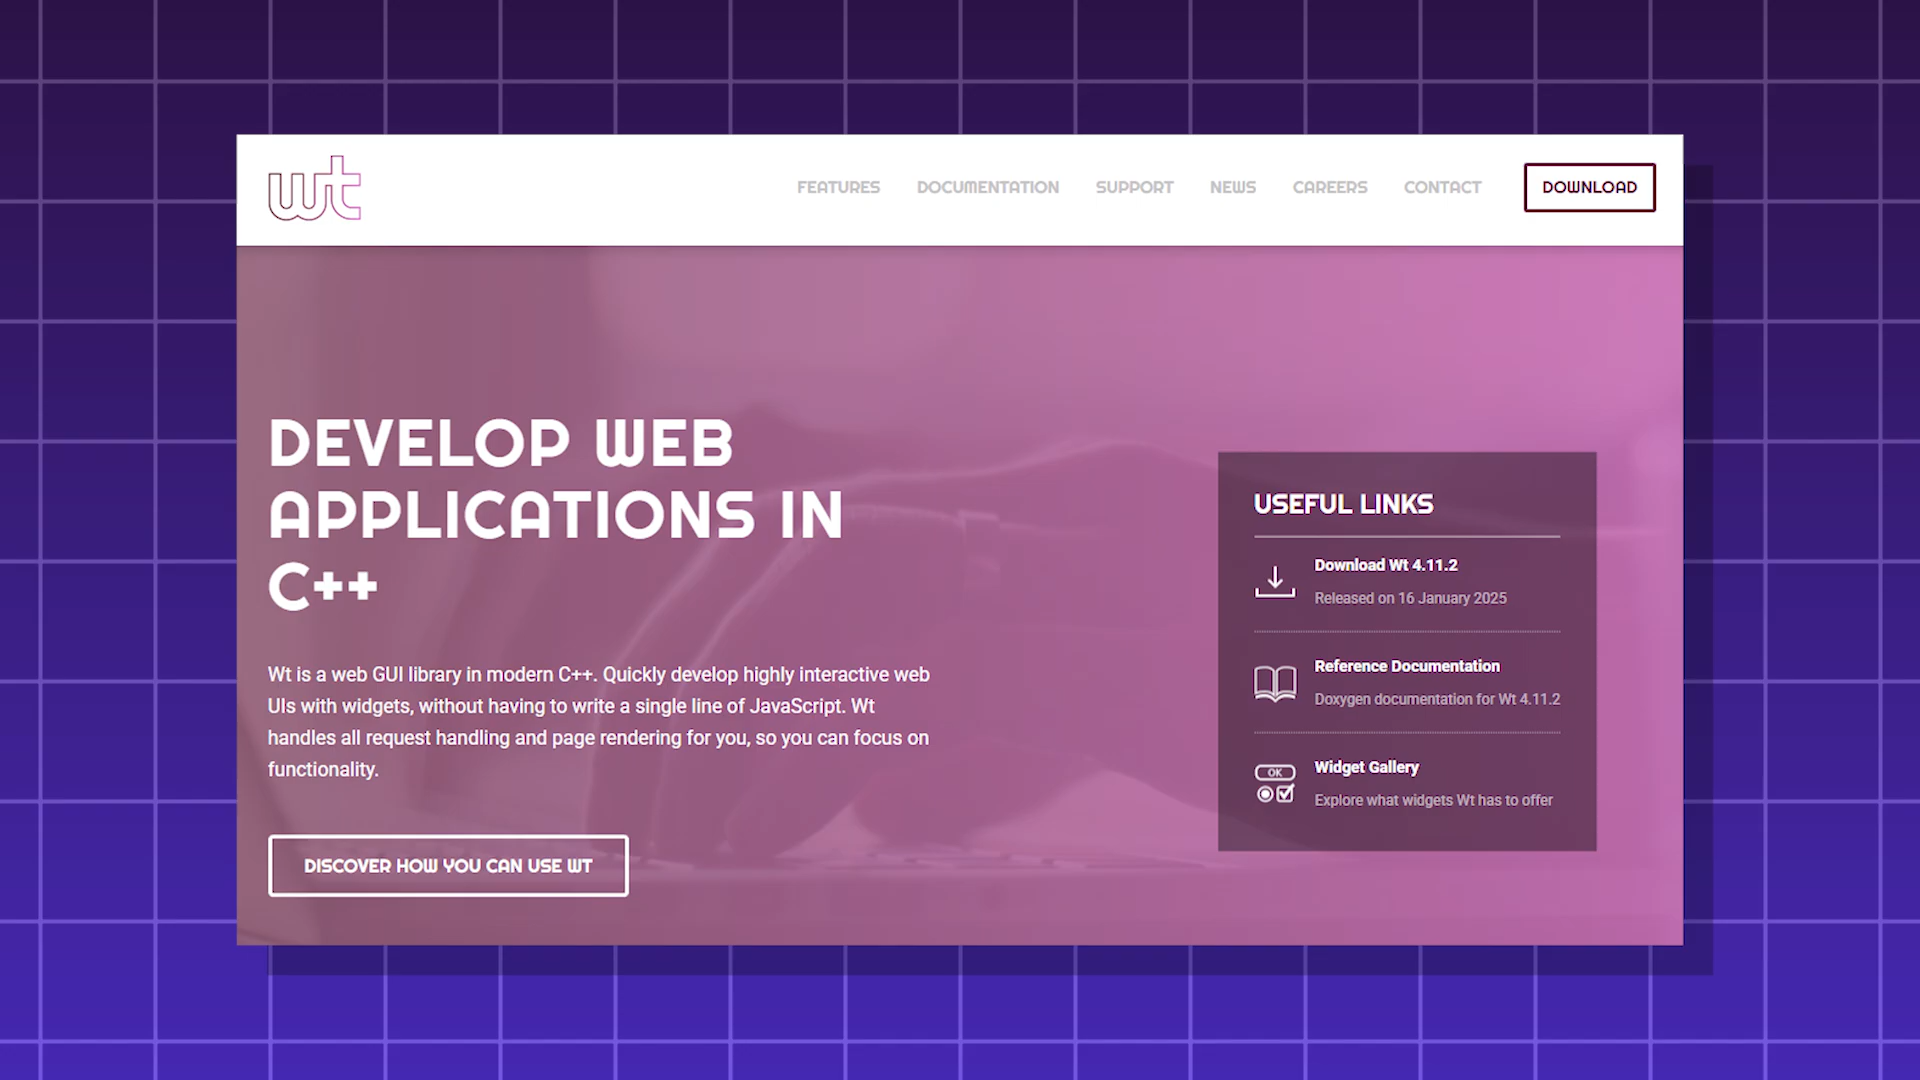 wt
FEATURES
DOCUMENTATION
SUPPORT
NEWS
CAREERS
CONTACT
DOWNLOAD
DEVELOP WEB
APPLICATIONS IN
C++
Wt is a web GUI library in modern C++. Quickly develop highly interactive web
UIs with widgets, without having to write a single line of JavaScript. Wt
handles all request handling and page rendering for you, so you can focus on
functionality.
DISCOVER HOW YOU CAN USE WT
USEFUL LINKS
Download Wt 4.11.2
Released on 16 January 2025
Reference Documentation
Doxygen documentation for Wt 4.11.2
OK
Widget Gallery
Explore what widgets Wt has to offer